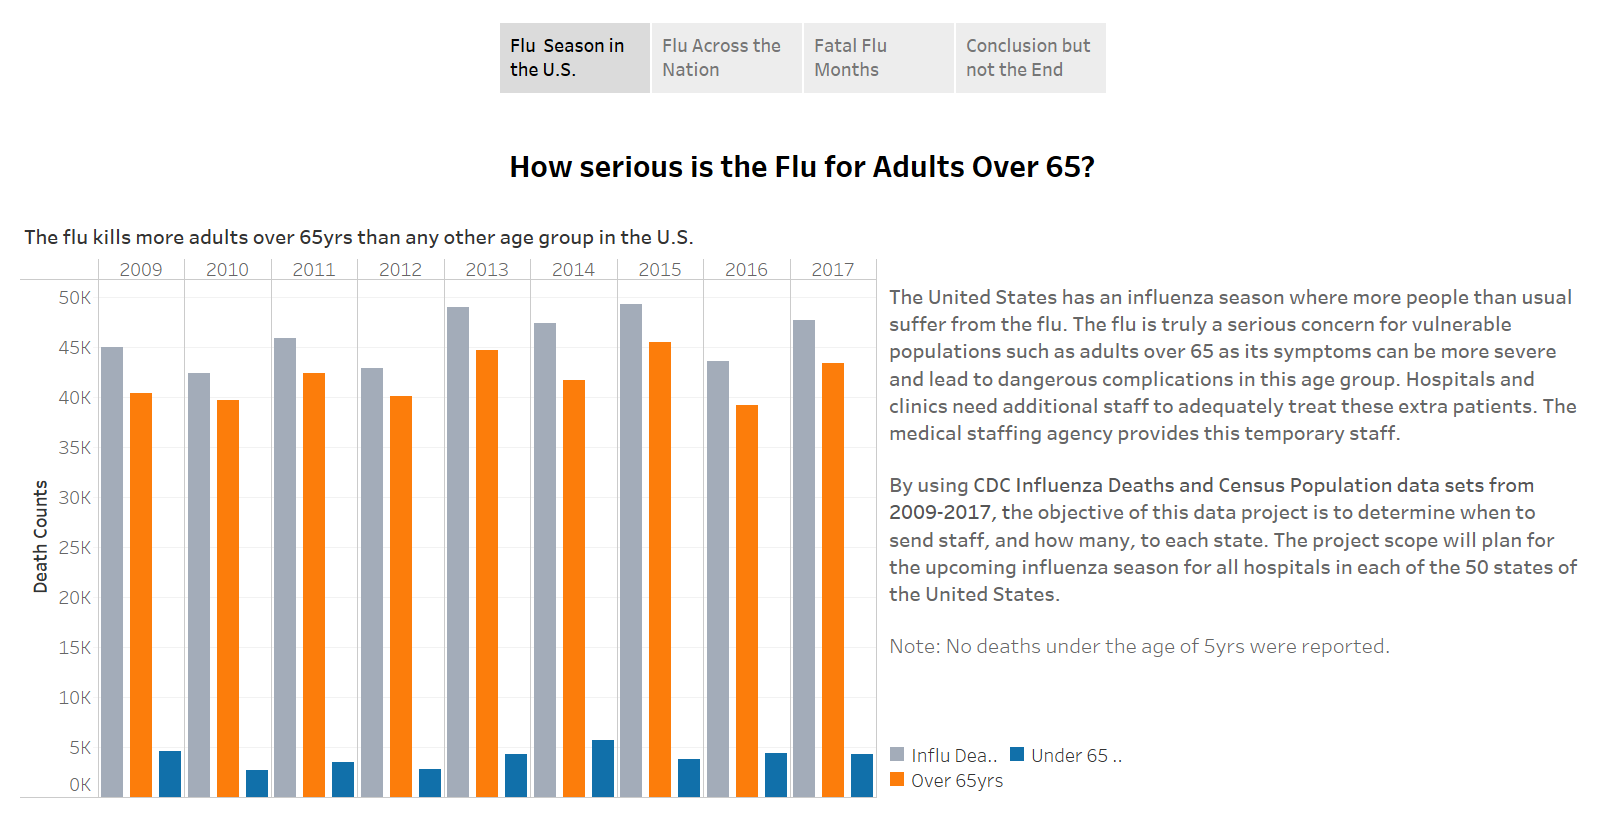 Flu  Season in
the U.S.
Flu Across the
Nation
Fatal Flu
Months
Conclusion but
not the End
How serious is the Flu for Adults Over 65?
The flu kills more adults over 65yrs than any other age group in the U.S.
2009 2010 2011 2012 2013 2014 2015 2016 2017
50K
45K
40K
35K
30K
25K
20K
15K
10K
5K
0K
Death Counts
The United States has an influenza season where more people than usual
suffer from the flu. The flu is truly a serious concern for vulnerable
populations such as adults over 65 as its symptoms can be more severe
and lead to dangerous complications in this age group. Hospitals and
clinics need additional staff to adequately treat these extra patients. The
medical staffing agency provides this temporary staff.
By using CDC Influenza Deaths and Census Population data sets from
2009-2017, the objective of this data project is to determine when to
send staff, and how many, to each state. The project scope will plan for
the upcoming influenza season for all hospitals in each of the 50 states of
the United States.
Note: No deaths under the age of 5yrs were reported.
Influ Dea.. Under 65 ..
Over 65yrs